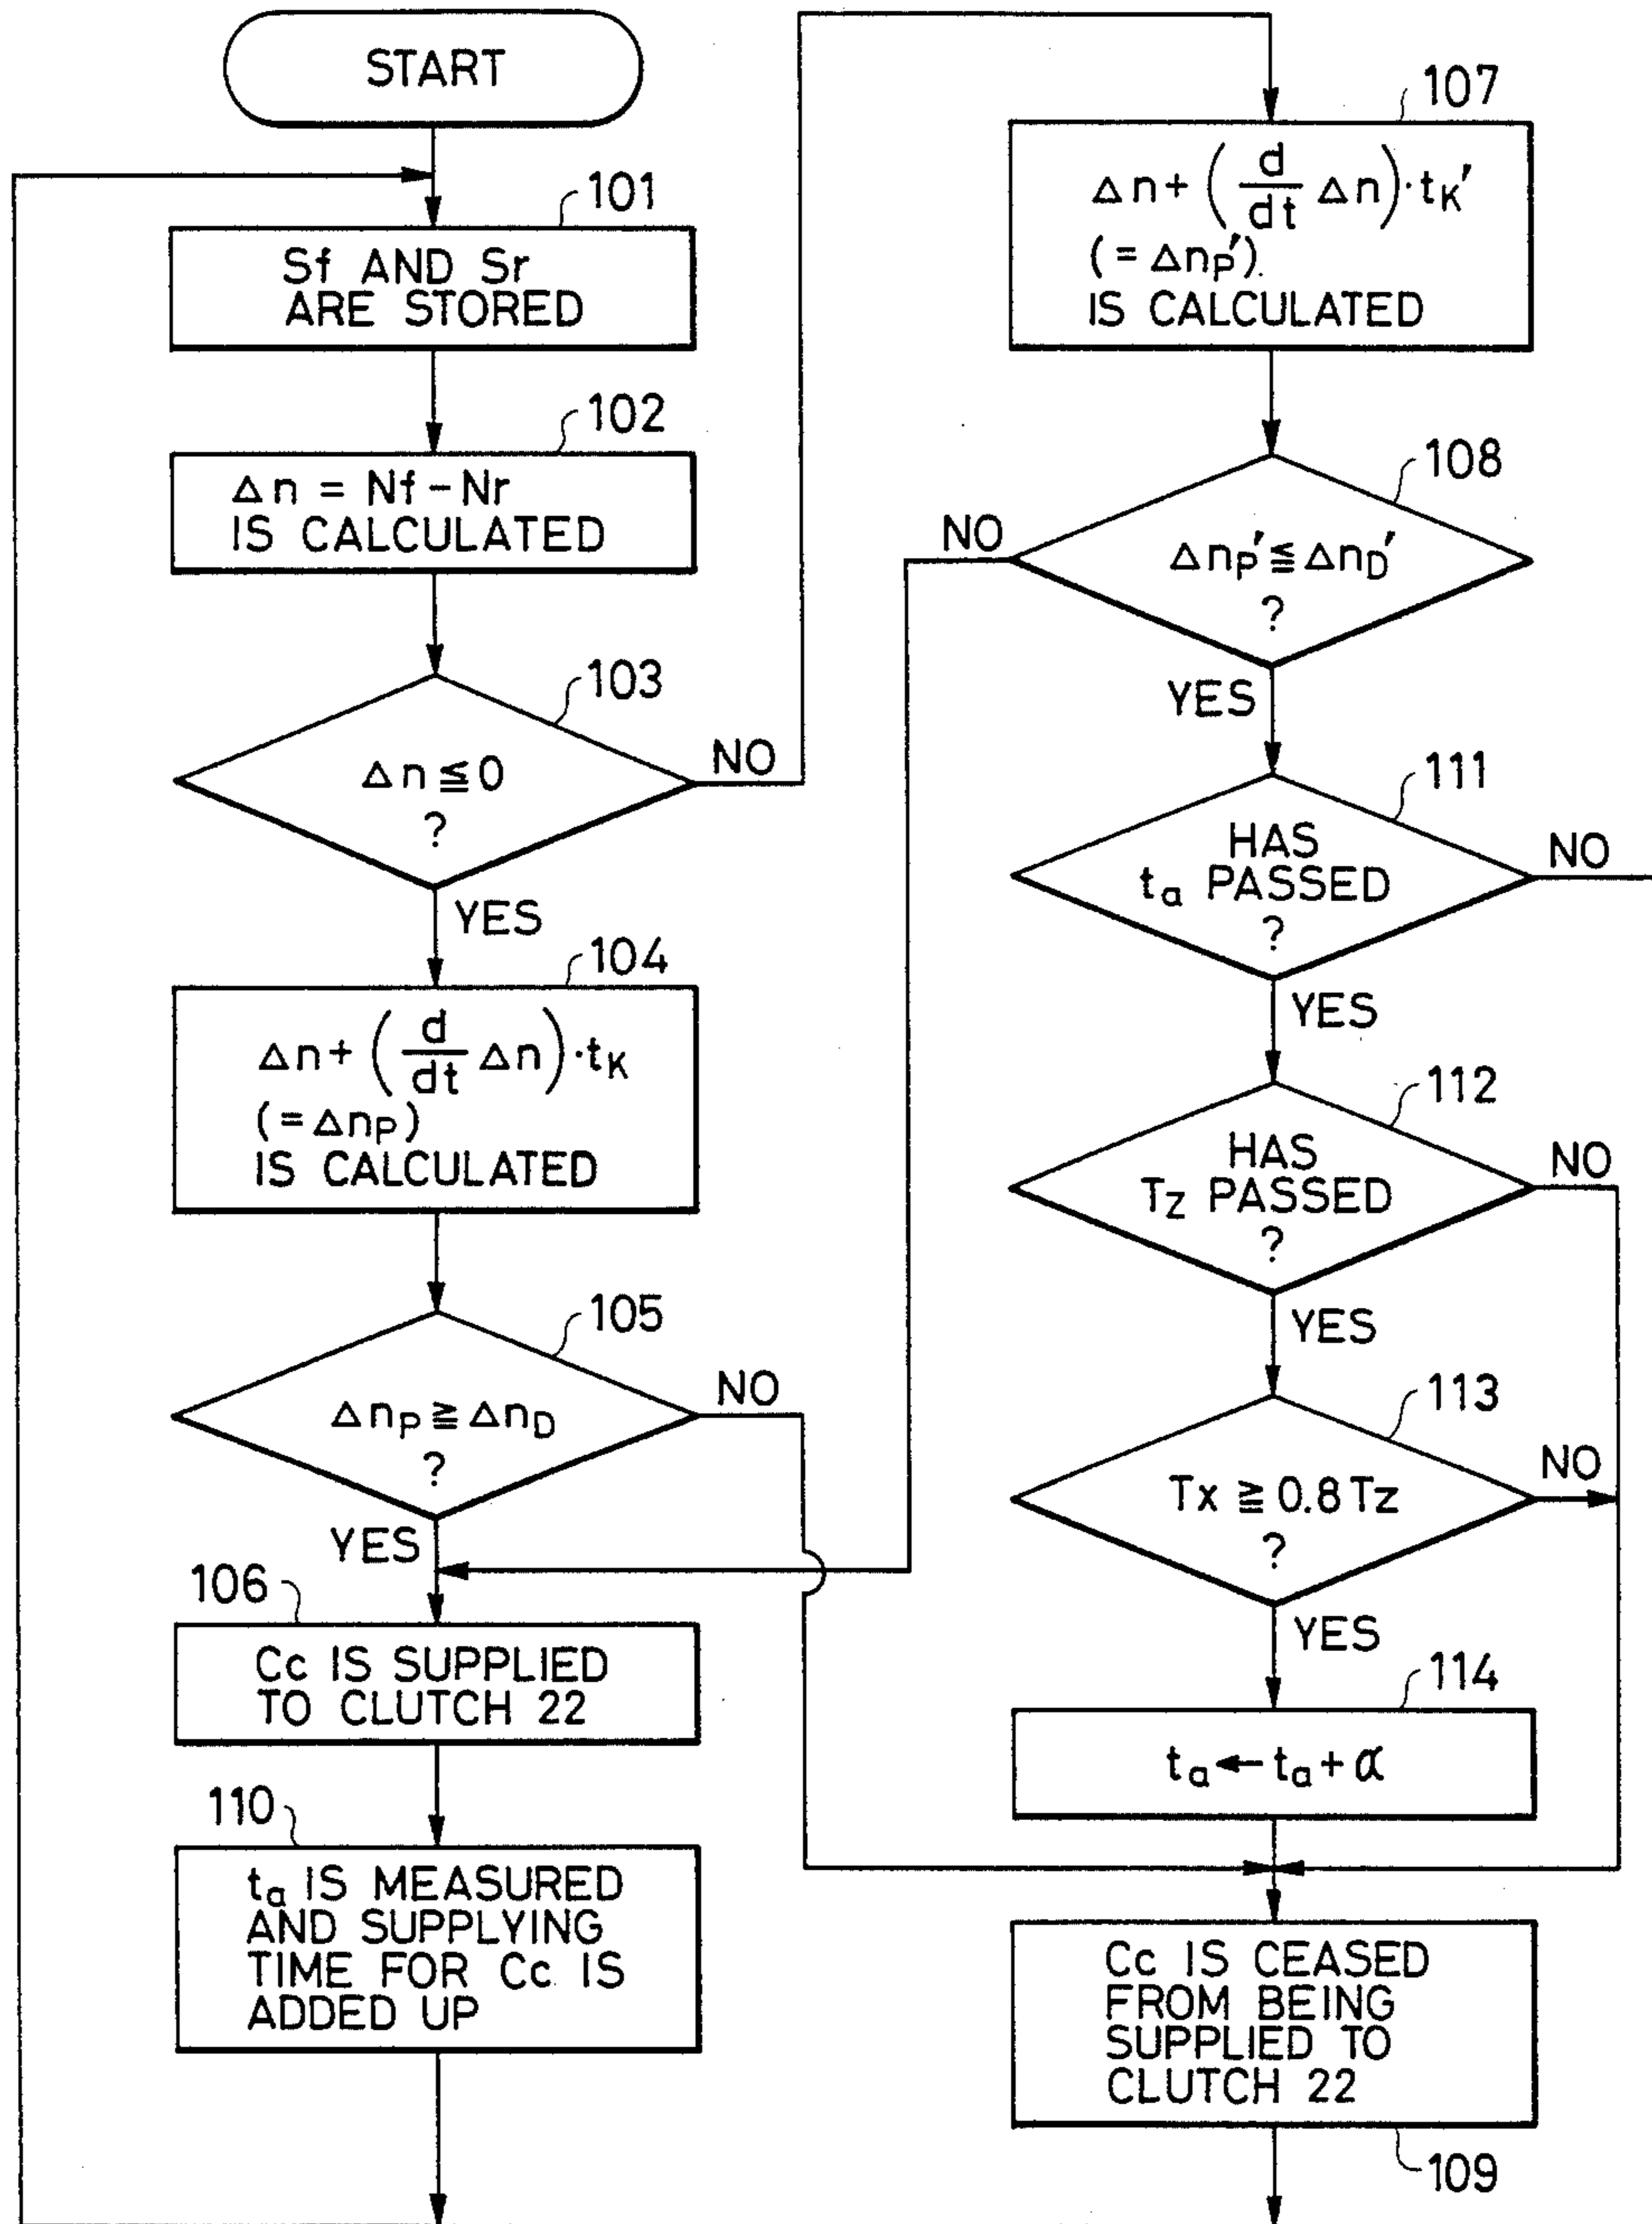 START
101
Sf AND Sr
ARE STORED
102
Δn = Nf-Nr
IS CALCULATED
103
Δn ≦ 0
?
NO
YES
104
Δn + (d/dt Δn)·tK
(= ΔnP)
IS CALCULATED
105
ΔnP ≧ ΔnD
?
NO
YES
106
Cc IS SUPPLIED
TO CLUTCH 22
110
ta IS MEASURED
AND SUPPLYING
TIME FOR Cc IS
ADDED UP
107
Δn + (d/dt Δn)·tK'
(= ΔnP').
IS CALCULATED
108
NO
ΔnP' ≦ ΔnD'
?
YES
111
HAS
ta PASSED
?
NO
YES
112
HAS
Tz PASSED
?
NO
YES
113
Tx ≧ 0.8 Tz
?
NO
YES
114
ta ← ta + α
Cc IS CEASED
FROM BEING
SUPPLIED TO
CLUTCH 22
109